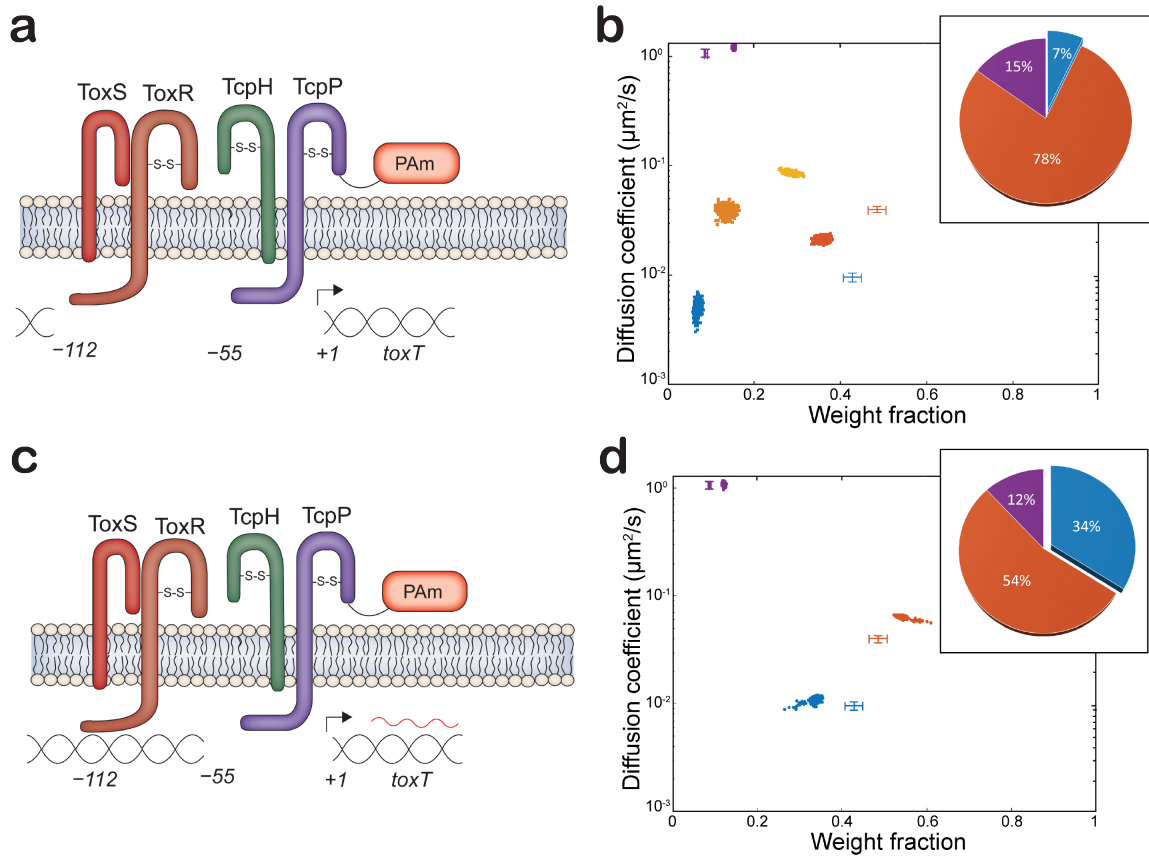 a
ToxS
ToxR
TcpH
TcpP
-S-S-
-S-S-
-S-S-
PAm
−112
−55
+1
toxT
b
Diffusion coefficient (μm²/s)
10⁰
10⁻¹
10⁻²
10⁻³
0
0.2
0.4
0.6
0.8
1
Weight fraction
15%
7%
78%
c
ToxS
ToxR
TcpH
TcpP
-S-S-
-S-S-
-S-S-
PAm
−112
−55
+1
toxT
d
Diffusion coefficient (μm²/s)
10⁰
10⁻¹
10⁻²
10⁻³
0
0.2
0.4
0.6
0.8
1
Weight fraction
12%
34%
54%